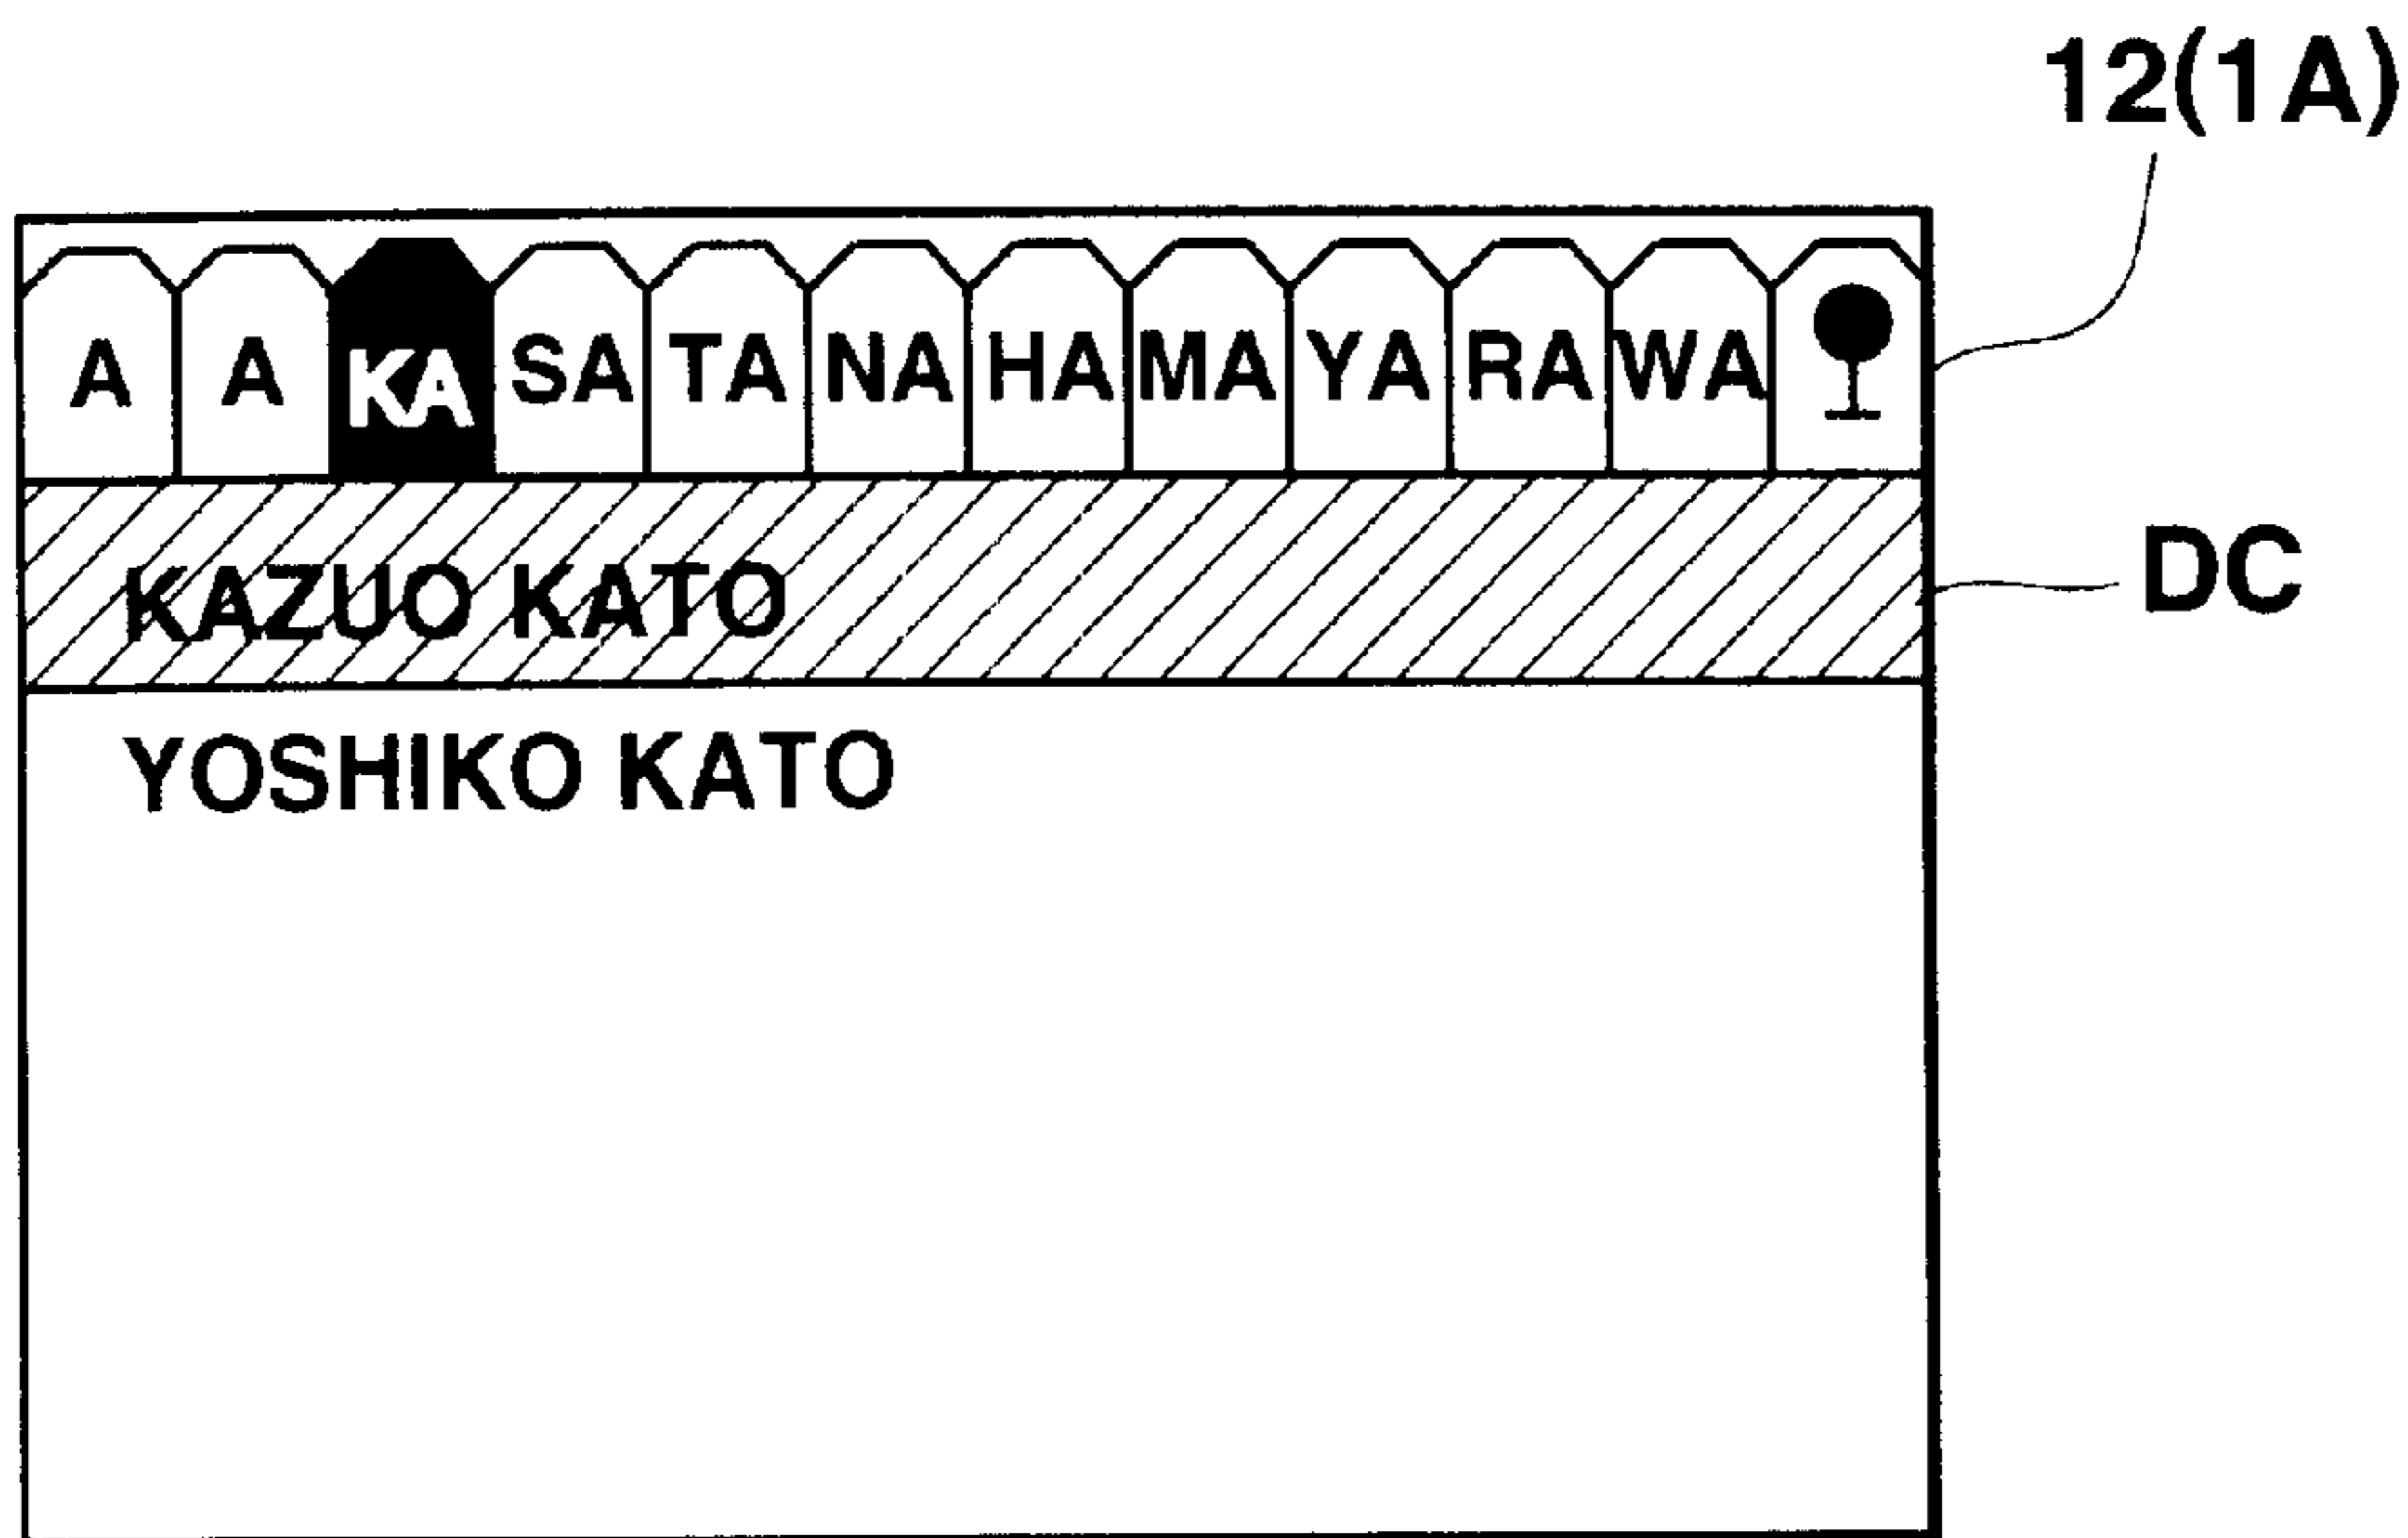 12(1A)
A A KA SA TA NA HA MA YA RA WA
KAZUO KATO
DC
YOSHIKO KATO